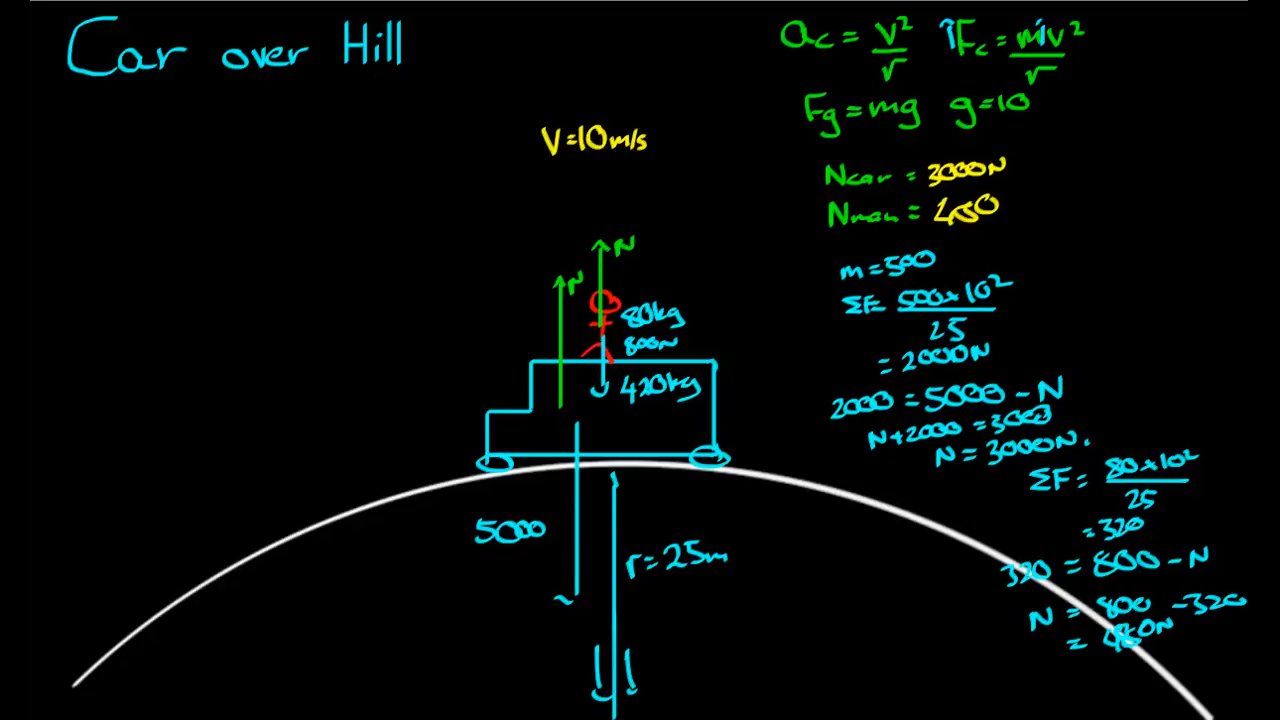 Car over Hill
ac = v²/r ↑Fc = mv²/r
Fg = mg g=10
V=10m/s
Ncar = 3000N
Nman = 480
N
N
80kg
800N
420kg
5000
r=25m
m=500
ΣF= 500×10²/25
= 2000N
2000 = 5000 - N
N+2000 = 3000
N = 3000N.
ΣF = 80×10²/25
= 320
320 = 800 - N
N = 800 - 320
= 480N